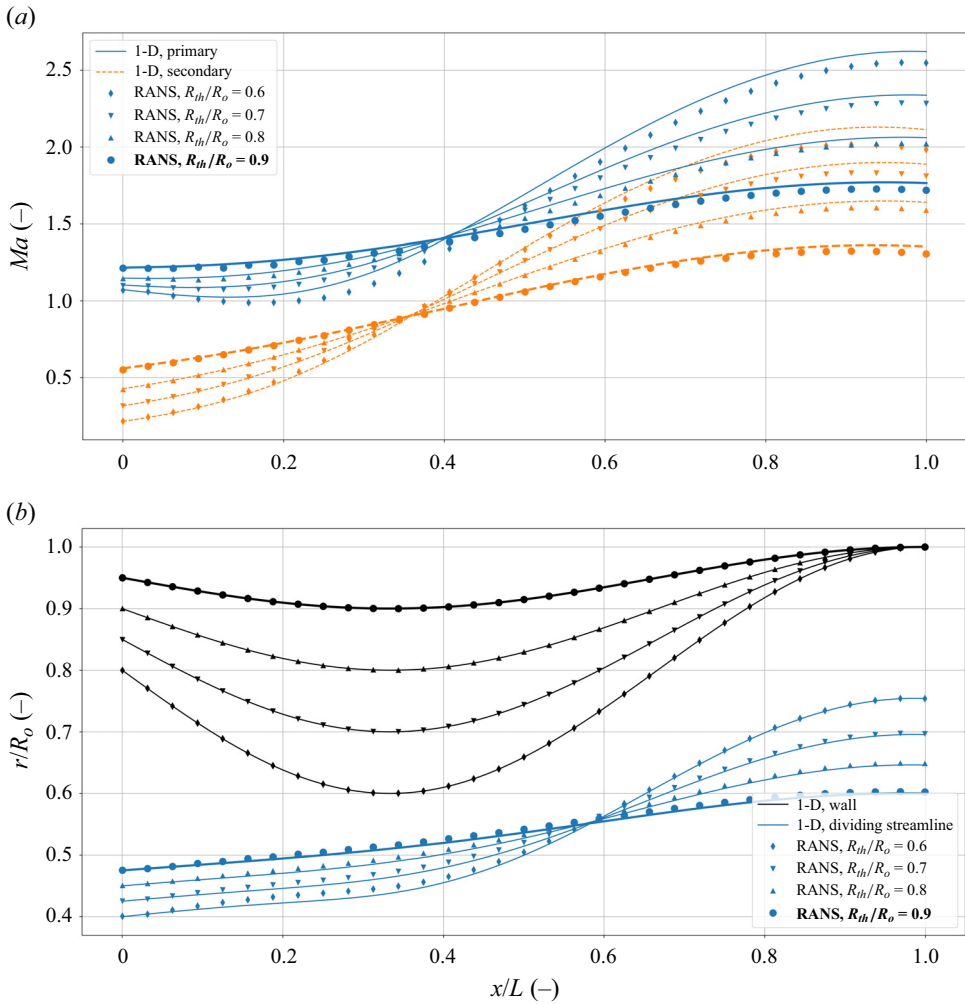 (a)
2.5
2.0
1.5
1.0
0.5
Ma (–)
1-D, primary
1-D, secondary
RANS, R_th/R_o = 0.6
RANS, R_th/R_o = 0.7
RANS, R_th/R_o = 0.8
RANS, R_th/R_o = 0.9
0 0.2 0.4 0.6 0.8 1.0
(b)
1.0
0.9
0.8
0.7
0.6
0.5
0.4
r/R_o (–)
1-D, wall
1-D, dividing streamline
RANS, R_th/R_o = 0.6
RANS, R_th/R_o = 0.7
RANS, R_th/R_o = 0.8
RANS, R_th/R_o = 0.9
0 0.2 0.4 0.6 0.8 1.0
x/L (–)